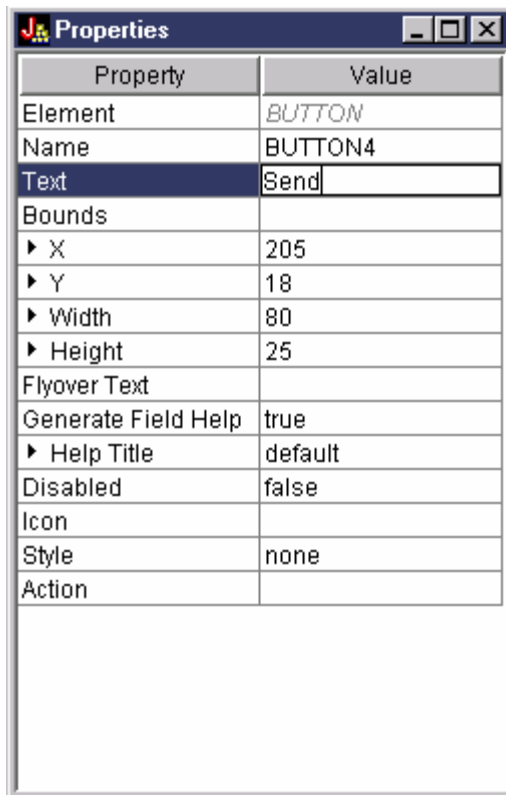 Properties
Property Value
Element BUTTON
Name BUTTON4
Text Send
Bounds
X 205
Y 18
Width 80
Height 25
Flyover Text
Generate Field Help true
Help Title default
Disabled false
Icon
Style none
Action